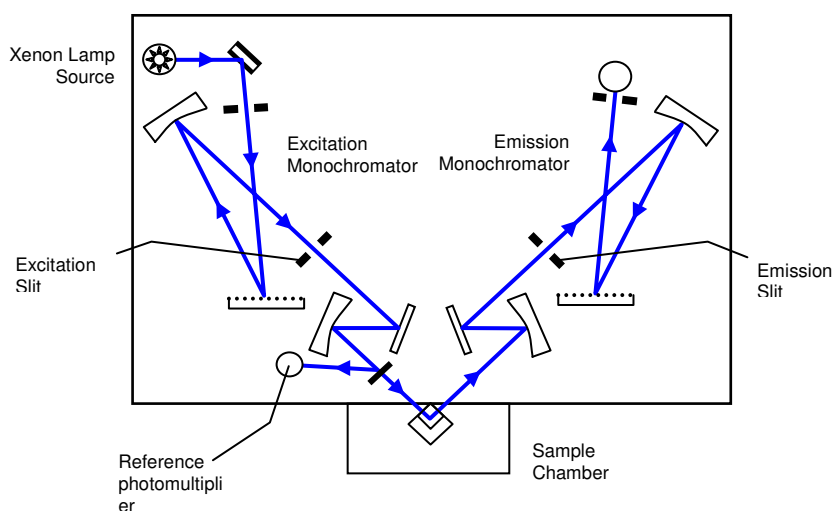 Xenon Lamp
Source
Excitation
Monochromator
Emission
Monochromator
Excitation
Slit
Emission
Slit
Reference
photomultipli
er
Sample
Chamber